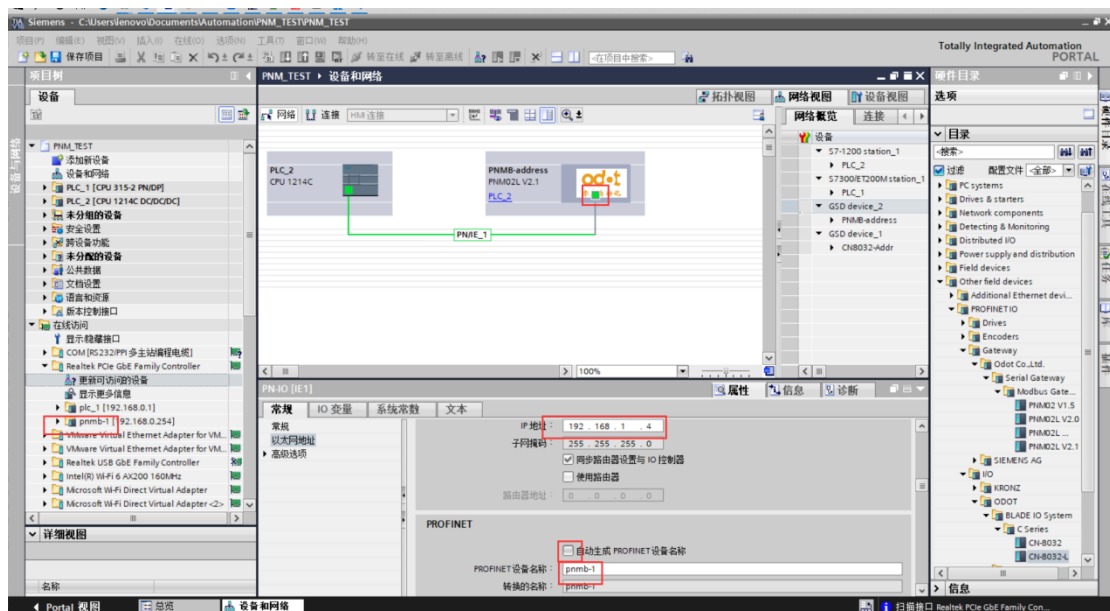 Siemens - C:\Users\lenovo\Documents\Automation\PNM_TEST\PNM_TEST
项目(P) 编辑(E) 视图(V) 插入(I) 在线(O) 选项(N) 工具(T) 窗口(W) 帮助(H)
Totally Integrated Automation
PORTAL
保存项目
转至在线
转至离线
<在项目中搜索>
项目树
设备
设备与网络
PNM_TEST
添加新设备
设备和网络
PLC_1 [CPU 315-2 PN/DP]
PLC_2 [CPU 1214C DC/DC/DC]
未分组的设备
安全设置
跨设备功能
未分配的设备
公共数据
文档设置
语言和资源
版本控制接口
在线访问
显示/隐藏接口
COM [RS232/PPI 多主站编程电缆]
Realtek PCIe GbE Family Controller
更新可访问的设备
显示更多信息
plc_1 [192.168.0.1]
pnmb-1 [192.168.0.254]
VMware Virtual Ethernet Adapter for VM...
VMware Virtual Ethernet Adapter for VM...
Realtek USB GbE Family Controller
Intel(R) Wi-Fi 6 AX200 160MHz
Microsoft Wi-Fi Direct Virtual Adapter
Microsoft Wi-Fi Direct Virtual Adapter <2>
详细视图
名称
PNM_TEST ▸ 设备和网络
拓扑视图
网络视图
设备视图
网络
连接
HMI 连接
PLC_2
CPU 1214C
PNMB-address
PNM02L V2.1
PLC_2
odot
PN/IE_1
100%
网络概览
连接
设备
S7-1200 station_1
PLC_2
S7300/ET200M station_1
PLC_1
GSD device_2
PNMB-address
GSD device_1
CN8032-Addr
PN-IO [IE1]
属性
信息
诊断
常规
IO 变量
系统常数
文本
常规
以太网地址
高级选项
IP 地址： 192 . 168 . 1 . 4
子网掩码： 255 . 255 . 255 . 0
同步路由器设置与 IO 控制器
使用路由器
路由器地址： 0 . 0 . 0 . 0
PROFINET
自动生成 PROFINET 设备名称
PROFINET 设备名称： pnmb-1
转换的名称： pnmb-1
硬件目录
选项
目录
<搜索>
过滤
配置文件
<全部>
PC systems
Drives & starters
Network components
Detecting & Monitoring
Distributed I/O
Power supply and distribution
Field devices
Other field devices
Additional Ethernet devi...
PROFINET IO
Drives
Encoders
Gateway
Odot Co.,Ltd.
Serial Gateway
Modbus Gate...
PNM02 V1.5
PNM02L V2.0
PNM02L ...
PNM02L V2.1
SIEMENS AG
I/O
KRONZ
ODOT
BLADE IO System
C Series
CN-8032
CN-8032-L
信息
Portal 视图
总览
设备和网络
扫描接口 Realtek PCIe GbE Family Con...